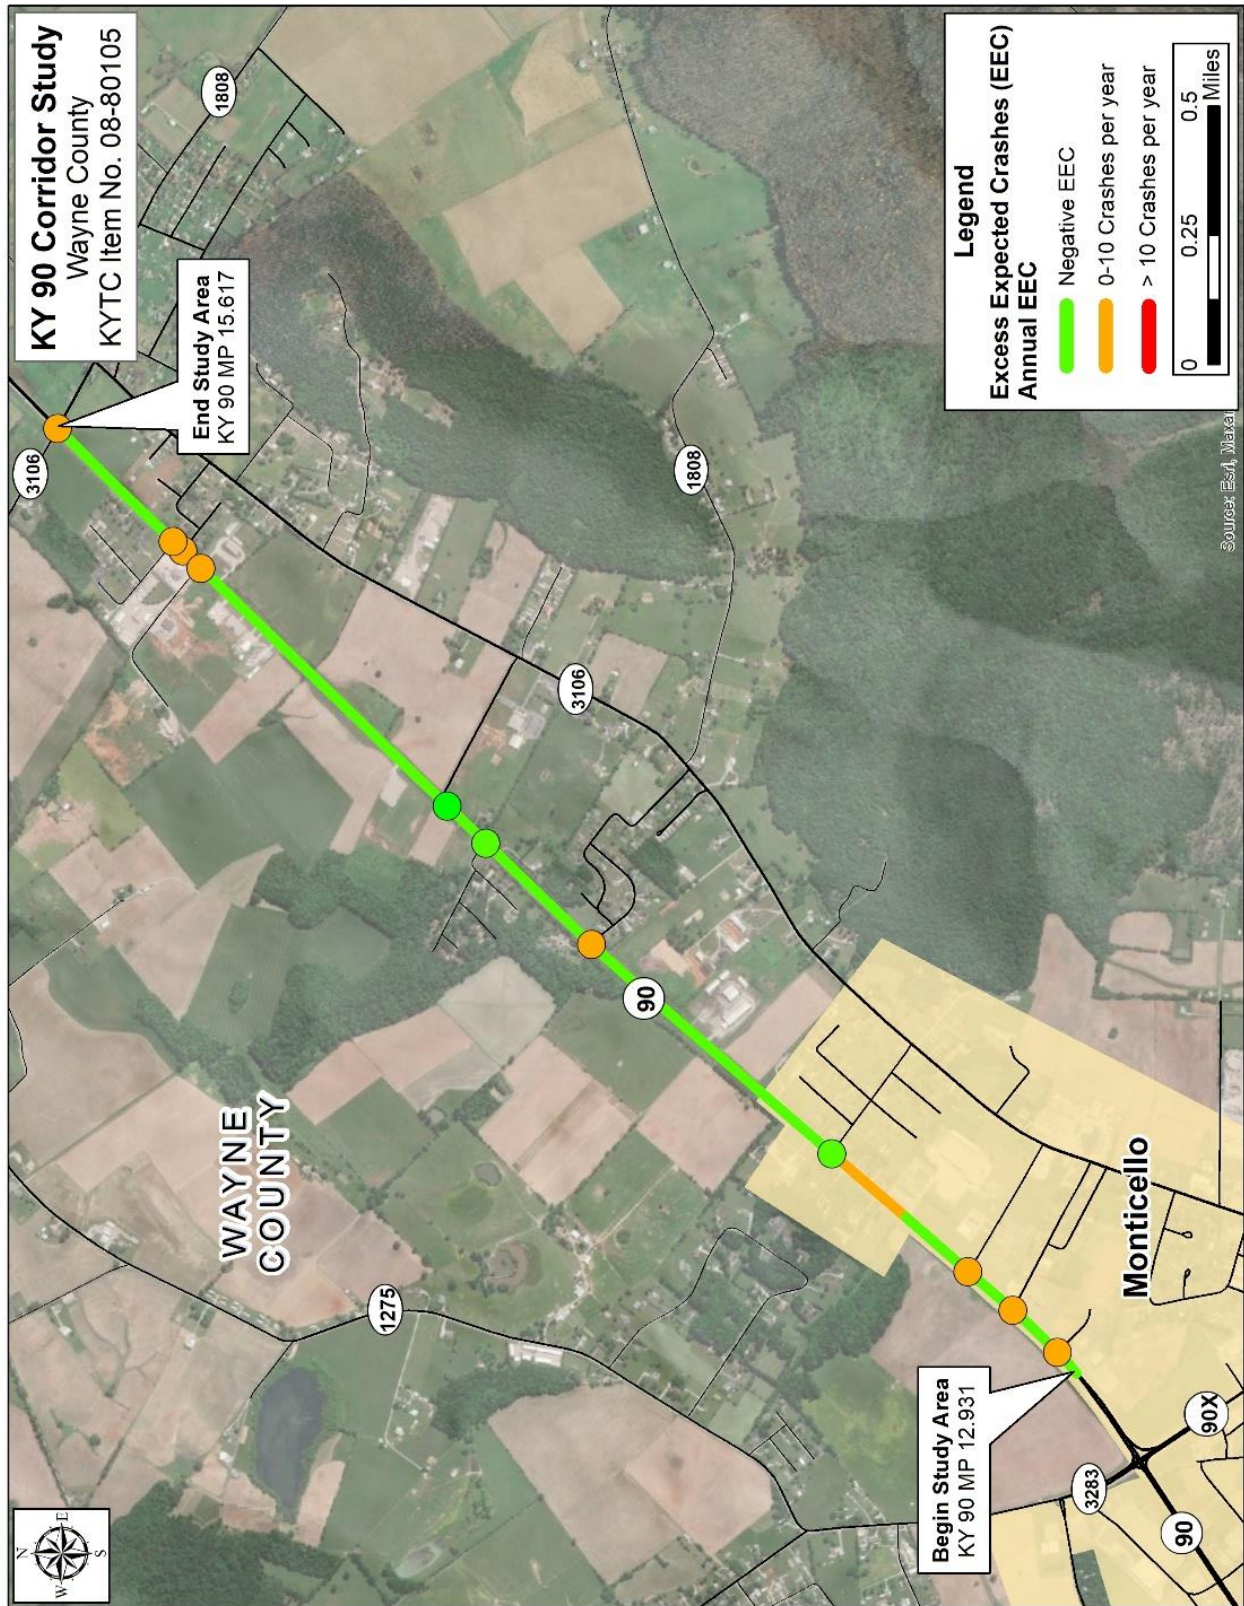 KY 90 Corridor Study
Wayne County
KYTC Item No. 08-80105
1808
3106
End Study Area
KY 90 MP 15.617
1808
3106
90
WAYNE
COUNTY
1275
Monticello
Begin Study Area
KY 90 MP 12.931
3283
90X
90
N
W
E
S
Legend
Excess Expected Crashes (EEC)
Annual EEC
Negative EEC
0-10 Crashes per year
> 10 Crashes per year
0
0.25
0.5
Miles
Source: Esri, Maxar